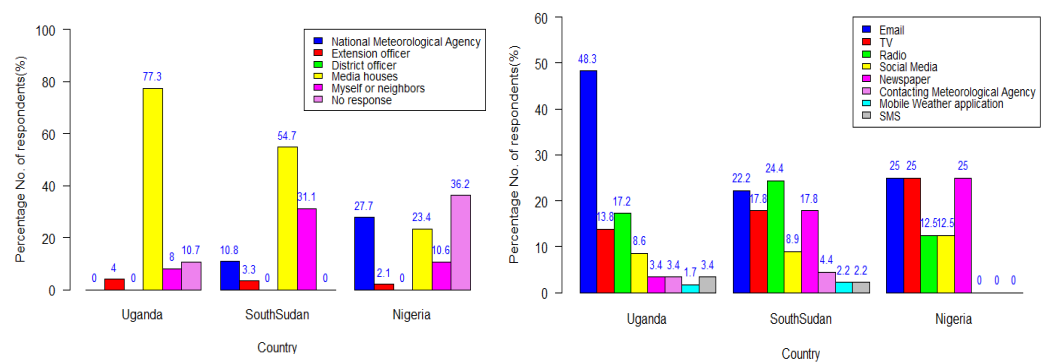 Percentage No. of respondents(%)
100
80
60
40
20
0
National Meteorological Agency
Extension officer
District officer
Media houses
Myself or neighbors
No response
0 4 0 77.3 8 10.7
10.8 3.3 0 54.7 31.1 0
27.7 2.1 0 23.4 10.6 36.2
Uganda SouthSudan Nigeria
Country
Percentage No. of respondents(%)
60
50
40
30
20
10
0
Email
TV
Radio
Social Media
Newspaper
Contacting Meteorological Agency
Mobile Weather application
SMS
48.3 13.8 17.2 8.6 3.4 3.4 1.7 3.4
22.2 17.8 24.4 8.9 17.8 4.4 2.2 2.2
25 25 12.5 12.5 25 0 0 0
Uganda SouthSudan Nigeria
Country